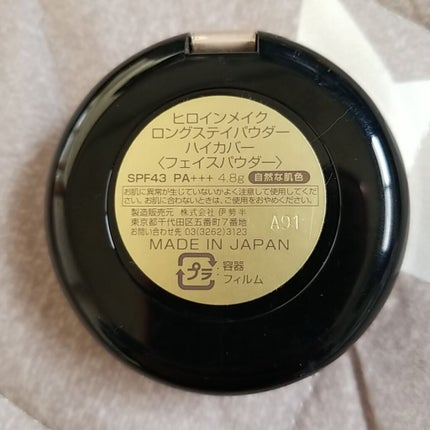 ヒロインメイク
ロングステイパウダー
ハイカバー
〈フェイスパウダー〉
SPF43 PA+++ 4.8g 自然な肌色
お肌に異常が生じていないかよく注意して使用してくだ
さい。お肌に合わないときは、ご使用をおやめください。
製造販売元 株式会社 伊勢半
東京都千代田区五番町7番地
お問い合わせ先 03(3262)3123
A91
MADE IN JAPAN
プラ :容器
フィルム